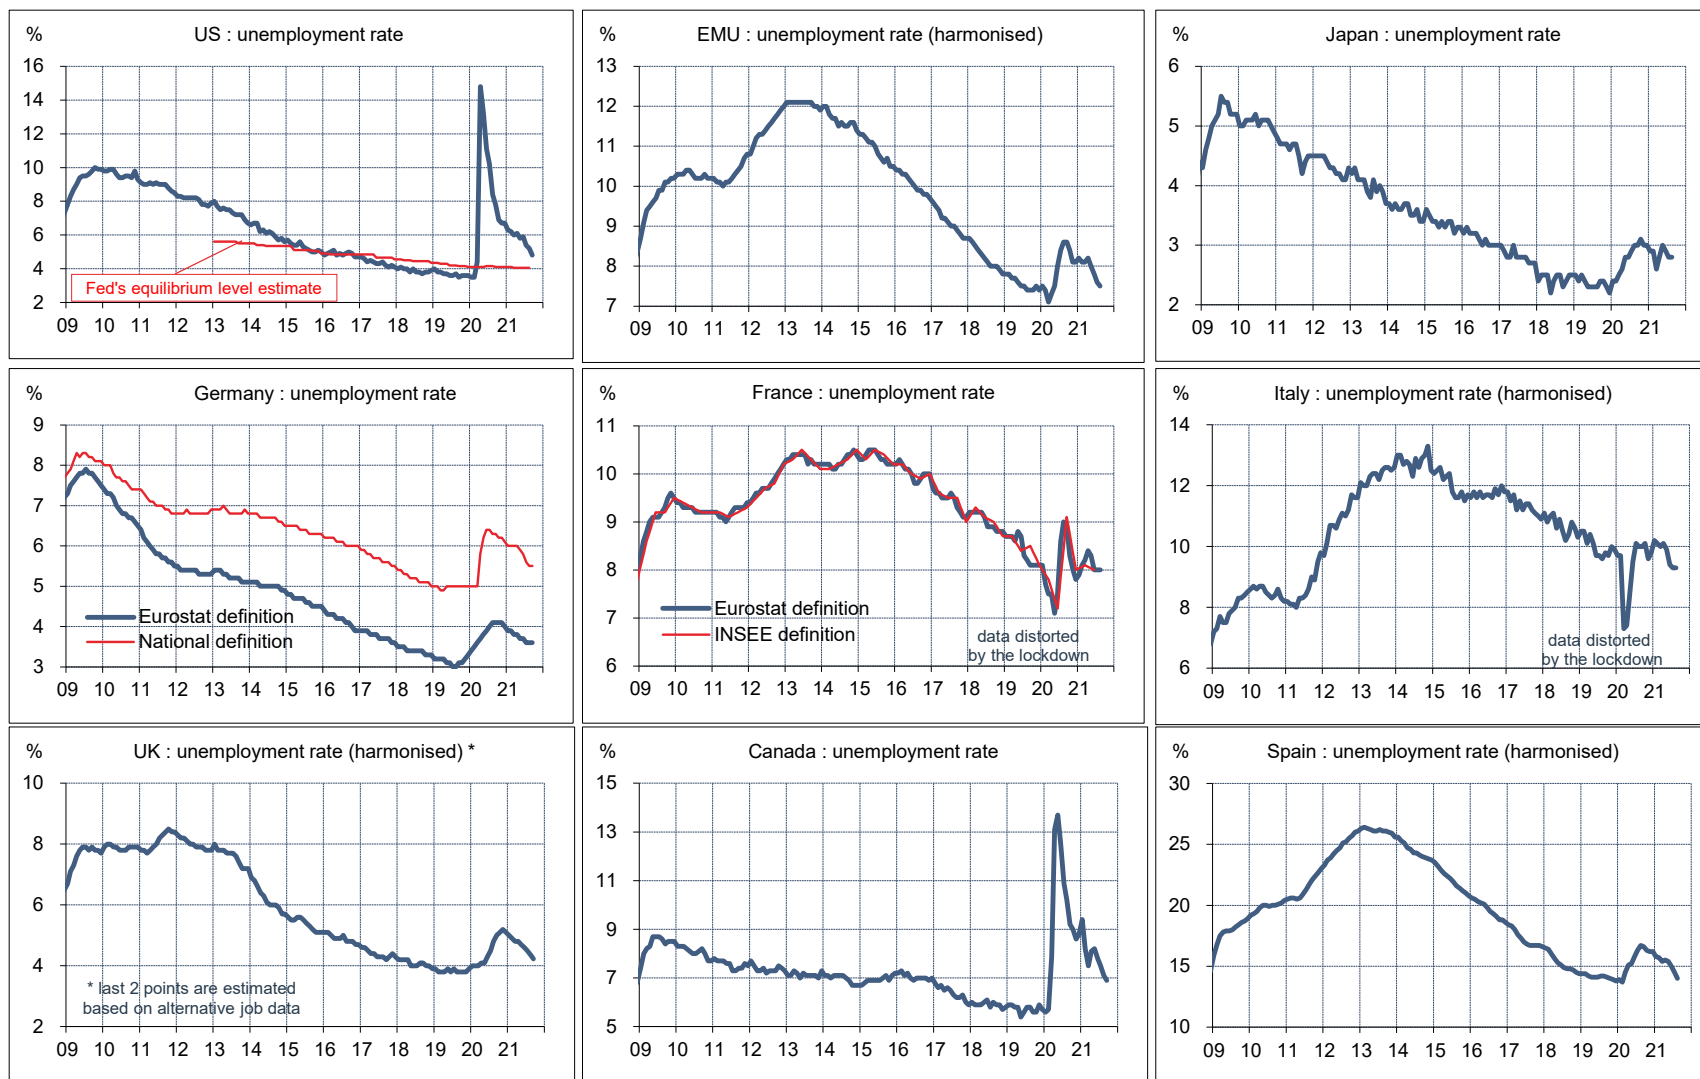 % US : unemployment rate
16
14
12
10
8
6
4
2
Fed's equilibrium level estimate
09 10 11 12 13 14 15 16 17 18 19 20 21
% EMU : unemployment rate (harmonised)
13
12
11
10
9
8
7
09 10 11 12 13 14 15 16 17 18 19 20 21
% Japan : unemployment rate
6
5
4
3
2
09 10 11 12 13 14 15 16 17 18 19 20 21
% Germany : unemployment rate
9
8
7
6
5
4
3
Eurostat definition
National definition
09 10 11 12 13 14 15 16 17 18 19 20 21
% France : unemployment rate
11
10
9
8
7
6
Eurostat definition
INSEE definition
data distorted
by the lockdown
09 10 11 12 13 14 15 16 17 18 19 20 21
% Italy : unemployment rate (harmonised)
14
12
10
8
6
data distorted
by the lockdown
09 10 11 12 13 14 15 16 17 18 19 20 21
% UK : unemployment rate (harmonised) *
10
8
6
4
2
* last 2 points are estimated
based on alternative job data
09 10 11 12 13 14 15 16 17 18 19 20 21
% Canada : unemployment rate
15
13
11
9
7
5
09 10 11 12 13 14 15 16 17 18 19 20 21
% Spain : unemployment rate (harmonised)
30
25
20
15
10
09 10 11 12 13 14 15 16 17 18 19 20 21